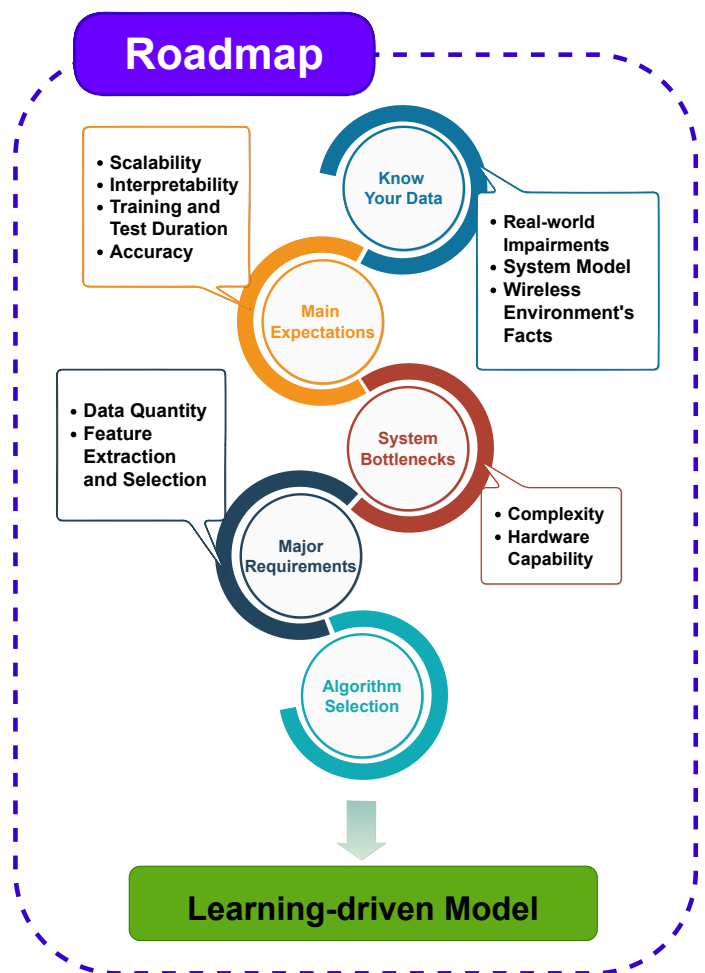 Roadmap
Know
Your Data
• Scalability
• Interpretability
• Training and
Test Duration
• Accuracy
• Real-world
Impairments
• System Model
• Wireless
Environment's
Facts
Main
Expectations
System
Bottlenecks
• Data Quantity
• Feature
Extraction
and Selection
• Complexity
• Hardware
Capability
Major
Requirements
Algorithm
Selection
Learning-driven Model